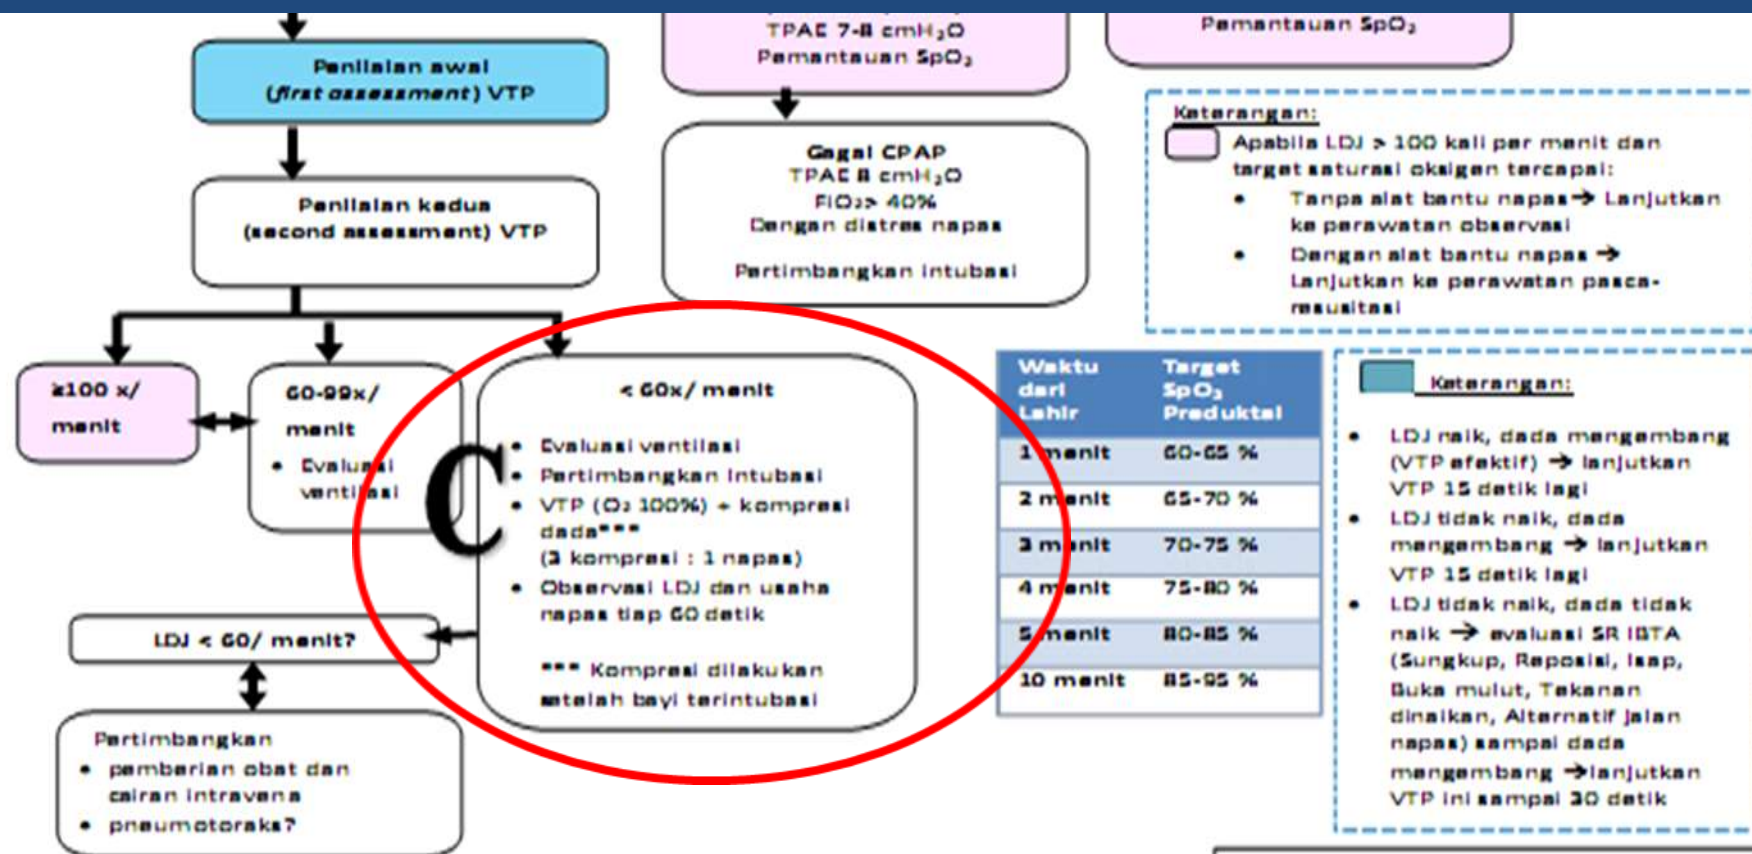 TPAE 7-8 cmH₂O
Pemantauan SpO₂
Pemantauan SpO₂
Penilaian awal
(first assessment) VTP
Penilaian kedua
(second assessment) VTP
Gagal CPAP
TPAE 8 cmH₂O
FiO₂> 40%
Dengan distres napas
Pertimbangkan intubasi
Keterangan:
Apabila LDJ > 100 kali per menit dan
target saturasi oksigen tercapai:
• Tanpa alat bantu napas → Lanjutkan
ke perawatan observasi
• Dengan alat bantu napas →
Lanjutkan ke perawatan pasca-
resusitasi
≥100 x/
menit
60-99x/
menit
• Evaluasi
ventilasi
C
< 60x/ menit
• Evaluasi ventilasi
• Pertimbangkan Intubasi
• VTP (O₂ 100%) + kompresi
dada***
(3 kompresi : 1 napas)
• Observasi LDJ dan usaha
napas tiap 60 detik
*** Kompresi dilakukan
setelah bayi terintubasi
LDJ < 60/ menit?
Pertimbangkan
• pemberian obat dan
cairan intravena
• pneumotoraks?
Waktu dari Lahir Target SpO₂ Preduktal
1 menit 60-65 %
2 menit 65-70 %
3 menit 70-75 %
4 menit 75-80 %
5 menit 80-85 %
10 menit 85-95 %
Keterangan:
• LDJ naik, dada mengembang
(VTP efektif) → lanjutkan
VTP 15 detik lagi
• LDJ tidak naik, dada
mengembang → lanjutkan
VTP 15 detik lagi
• LDJ tidak naik, dada tidak
naik → evaluasi SR IBTA
(Sungkup, Reposisi, Isap,
Buka mulut, Tekanan
dinaikan, Alternatif jalan
napas) sampai dada
mengembang →lanjutkan
VTP ini sampai 30 detik